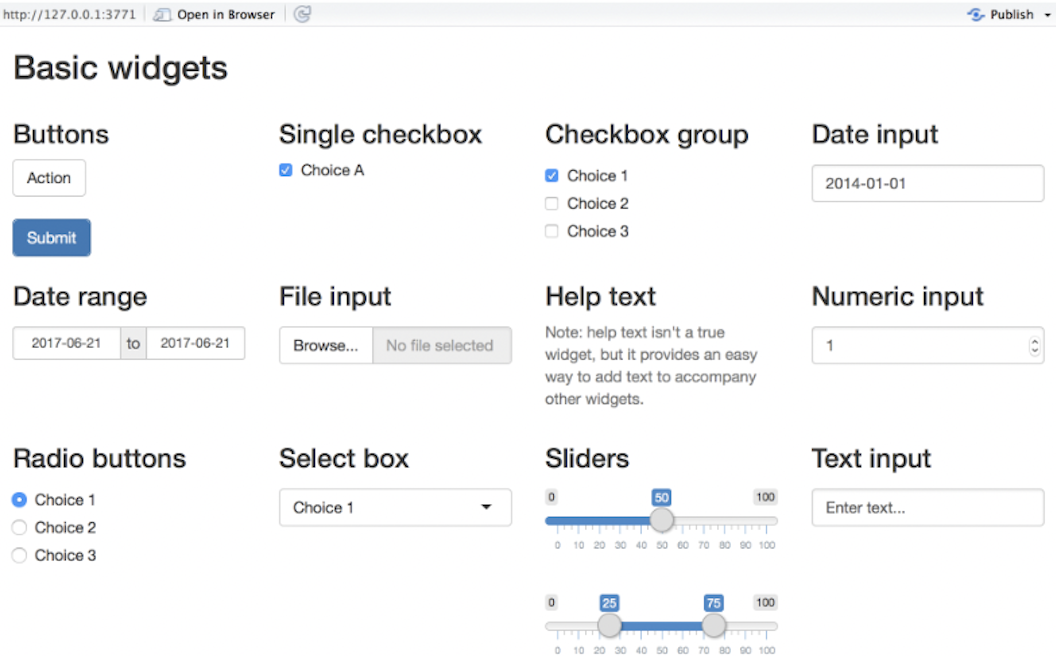 http://127.0.0.1:3771 Open in Browser Publish
Basic widgets
Buttons
Action
Submit
Single checkbox
Choice A
Checkbox group
Choice 1
Choice 2
Choice 3
Date input
2014-01-01
Date range
2017-06-21 to 2017-06-21
File input
Browse... No file selected
Help text
Note: help text isn't a true
widget, but it provides an easy
way to add text to accompany
other widgets.
Numeric input
1
Radio buttons
Choice 1
Choice 2
Choice 3
Select box
Choice 1
Sliders
0 50 100
0 10 20 30 40 50 60 70 80 90 100
0 25 75 100
0 10 20 30 40 50 60 70 80 90 100
Text input
Enter text...